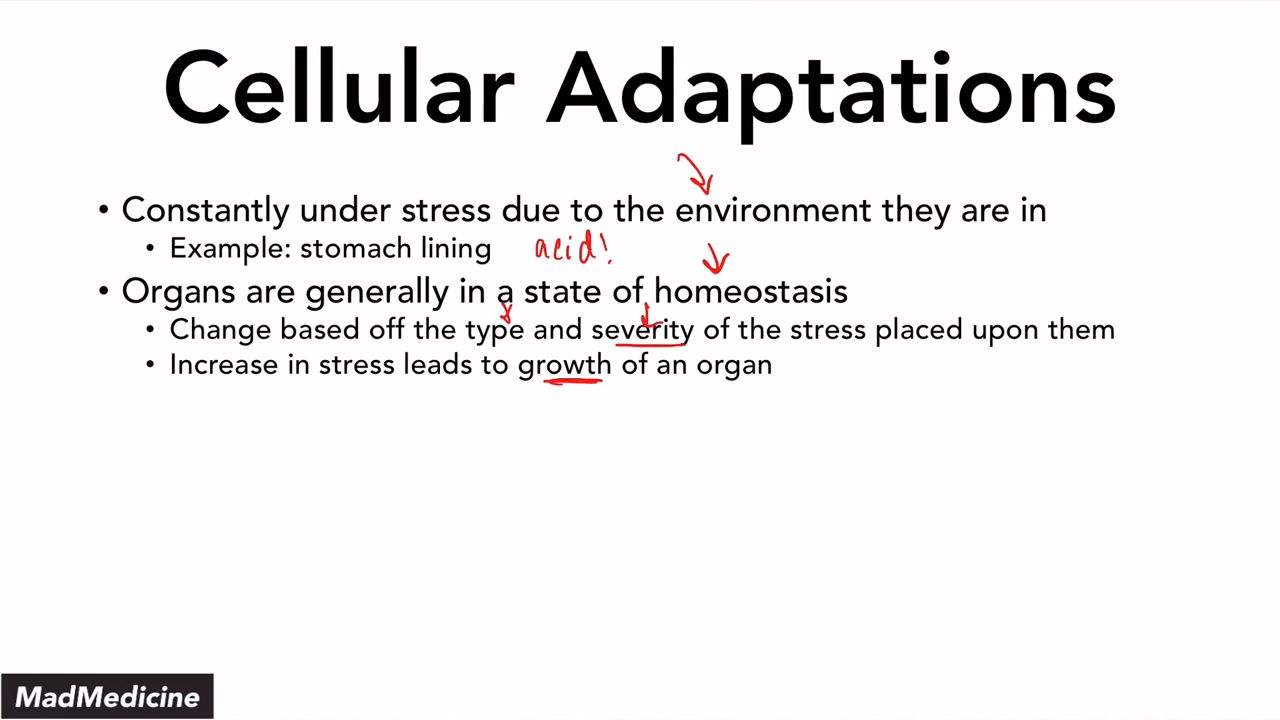 Cellular Adaptations
• Constantly under stress due to the environment they are in
• Example: stomach lining acid!
• Organs are generally in a state of homeostasis
• Change based off the type and severity of the stress placed upon them
• Increase in stress leads to growth of an organ
MadMedicine